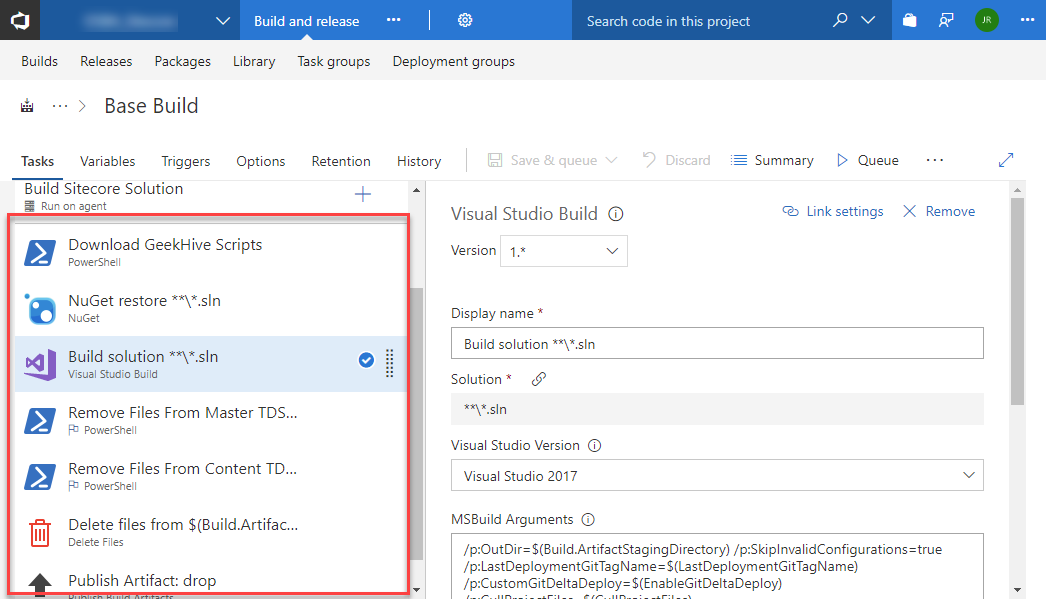 Build and release
Search code in this project
JR
Builds
Releases
Packages
Library
Task groups
Deployment groups
Base Build
Tasks
Variables
Triggers
Options
Retention
History
Save & queue
Discard
Summary
Queue
Build Sitecore Solution
Run on agent
Download GeekHive Scripts
PowerShell
NuGet restore **\*.sln
NuGet
Build solution **\*.sln
Visual Studio Build
Remove Files From Master TDS...
PowerShell
Remove Files From Content TD...
PowerShell
Delete files from $(Build.Artifac...
Delete Files
Publish Artifact: drop
Publish Build Artifacts
Visual Studio Build
Link settings
Remove
Version
1.*
Display name *
Build solution **\*.sln
Solution *
**\*.sln
Visual Studio Version
Visual Studio 2017
MSBuild Arguments
/p:OutDir=$(Build.ArtifactStagingDirectory) /p:SkipInvalidConfigurations=true
/p:LastDeploymentGitTagName=$(LastDeploymentGitTagName)
/p:CustomGitDeltaDeploy=$(EnableGitDeltaDeploy)
/p:CullProjectFiles=$(CullProjectFiles)